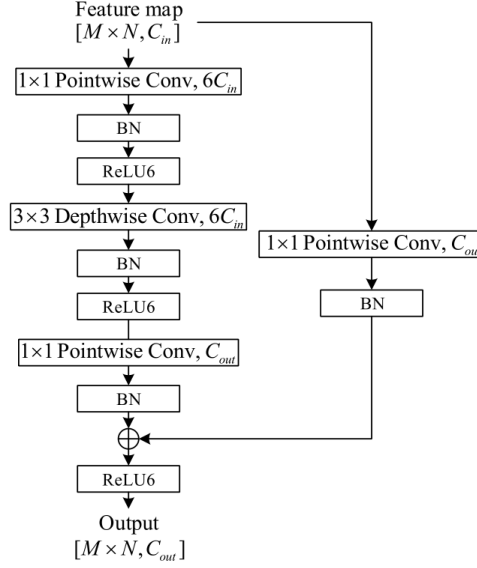 Feature map
[M × N, C_in]
1×1 Pointwise Conv, 6C_in
BN
ReLU6
3×3 Depthwise Conv, 6C_in
BN
ReLU6
1×1 Pointwise Conv, C_out
BN
ReLU6
Output
[M × N, C_out]
1×1 Pointwise Conv, C_ou
BN